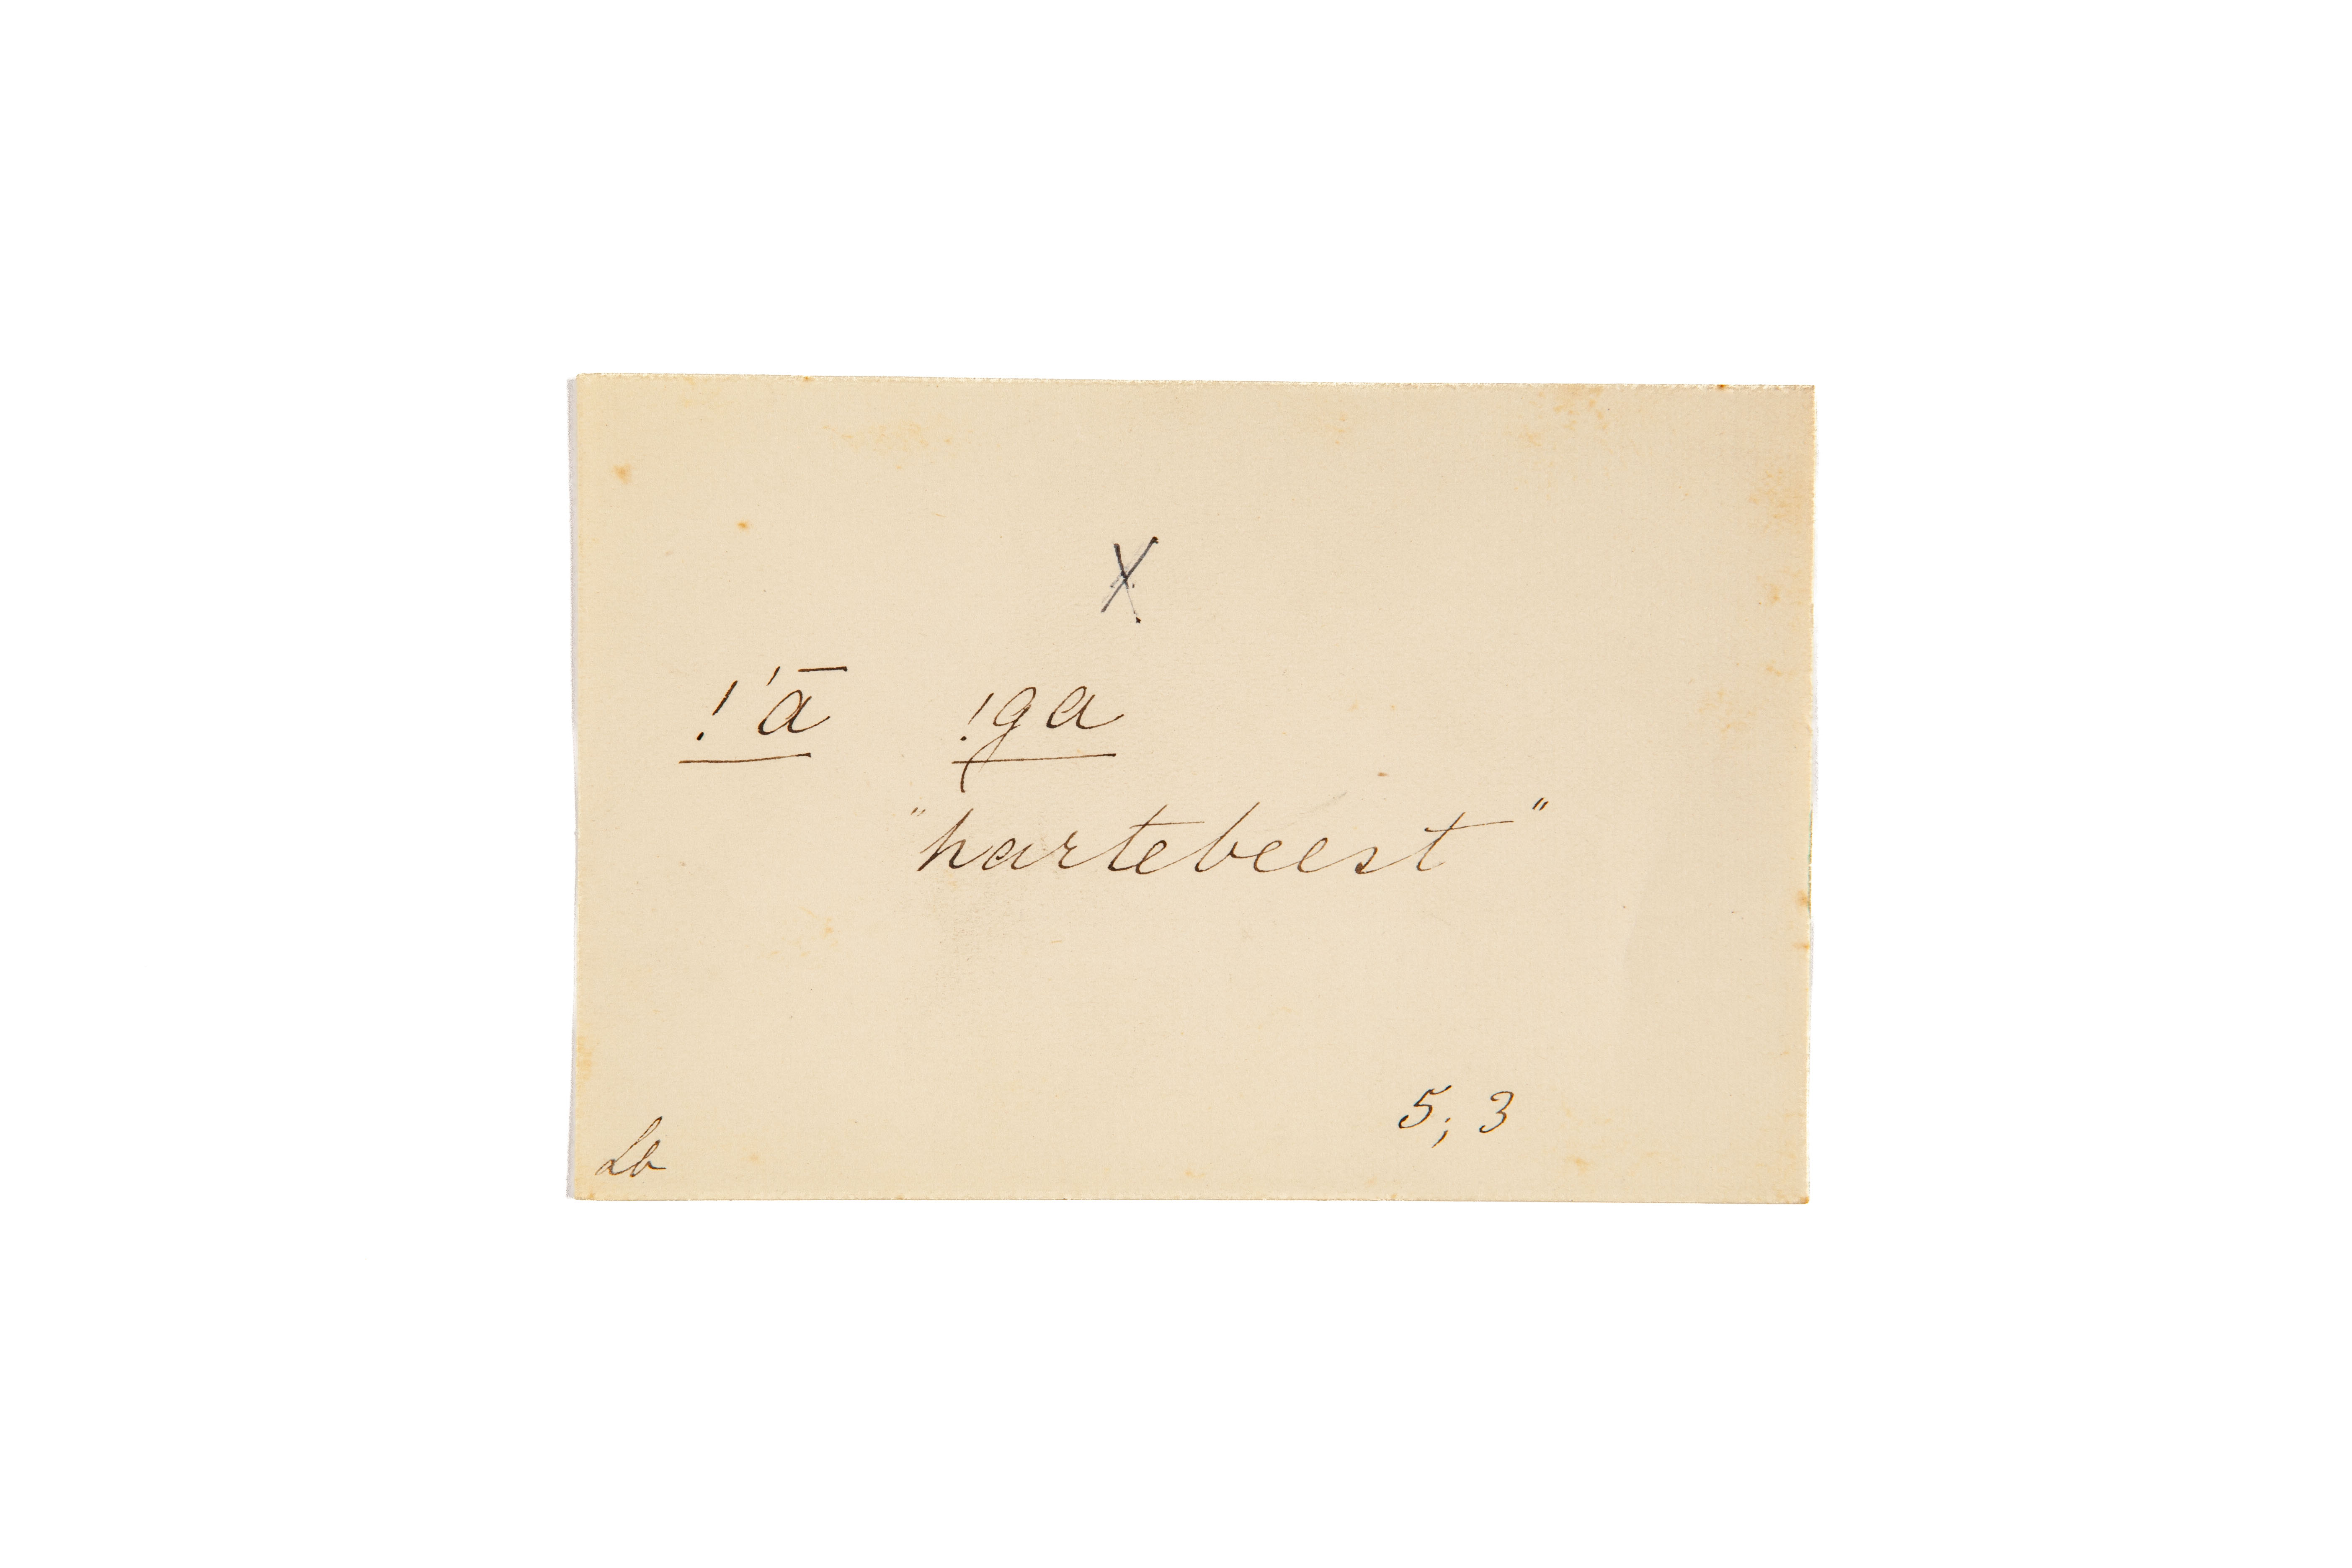 X
!'ā !ga
"hartebeest"
5; 3
Lb